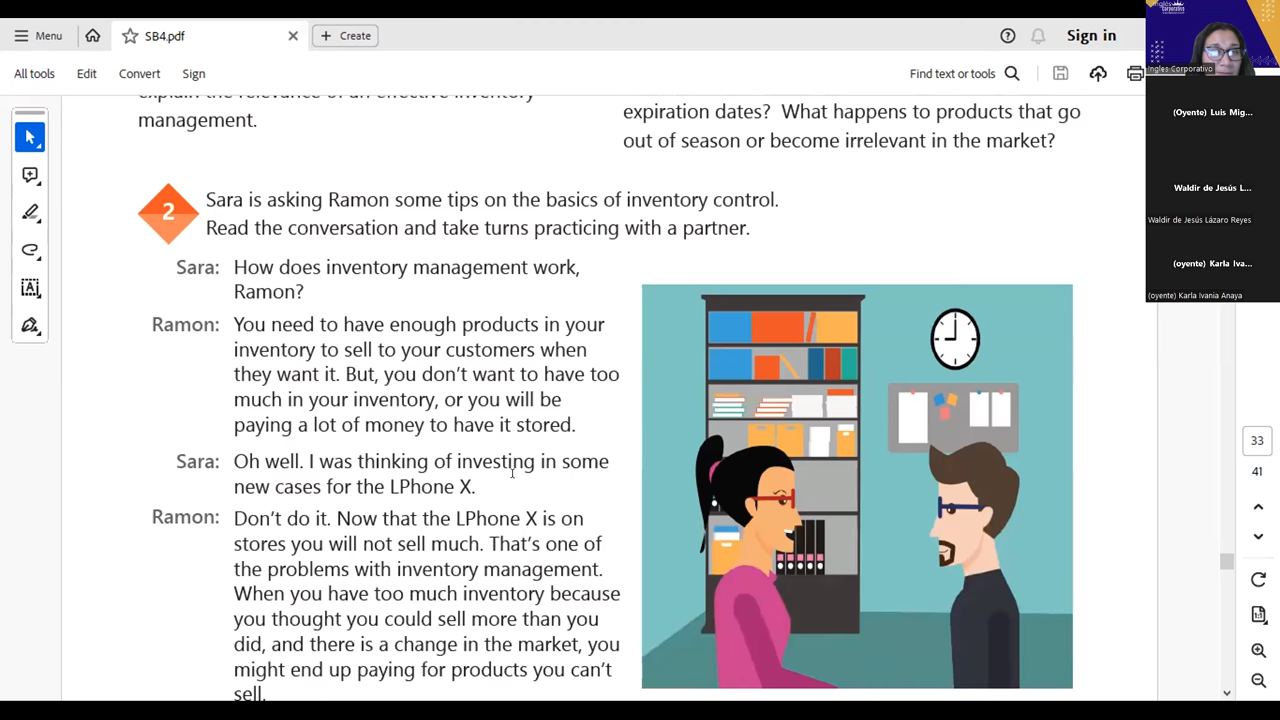 Menu
SB4.pdf
Create
Sign in
All tools
Edit
Convert
Sign
Find text or tools
explain the relevance of an effective inventory
management.
expiration dates? What happens to products that go
out of season or become irrelevant in the market?
2
Sara is asking Ramon some tips on the basics of inventory control.
Read the conversation and take turns practicing with a partner.
Sara: How does inventory management work,
Ramon?
Ramon: You need to have enough products in your
inventory to sell to your customers when
they want it. But, you don't want to have too
much in your inventory, or you will be
paying a lot of money to have it stored.
Sara: Oh well. I was thinking of investing in some
new cases for the LPhone X.
Ramon: Don't do it. Now that the LPhone X is on
stores you will not sell much. That's one of
the problems with inventory management.
When you have too much inventory because
you thought you could sell more than you
did, and there is a change in the market, you
might end up paying for products you can't
sell.
33
41
Corporativo
Ingles Corporativo
(Oyente) Luis Mig...
Waldir de Jesús L...
Waldir de Jesús Lázaro Reyes
(oyente) Karla Iva...
(oyente) Karla Ivania Anaya